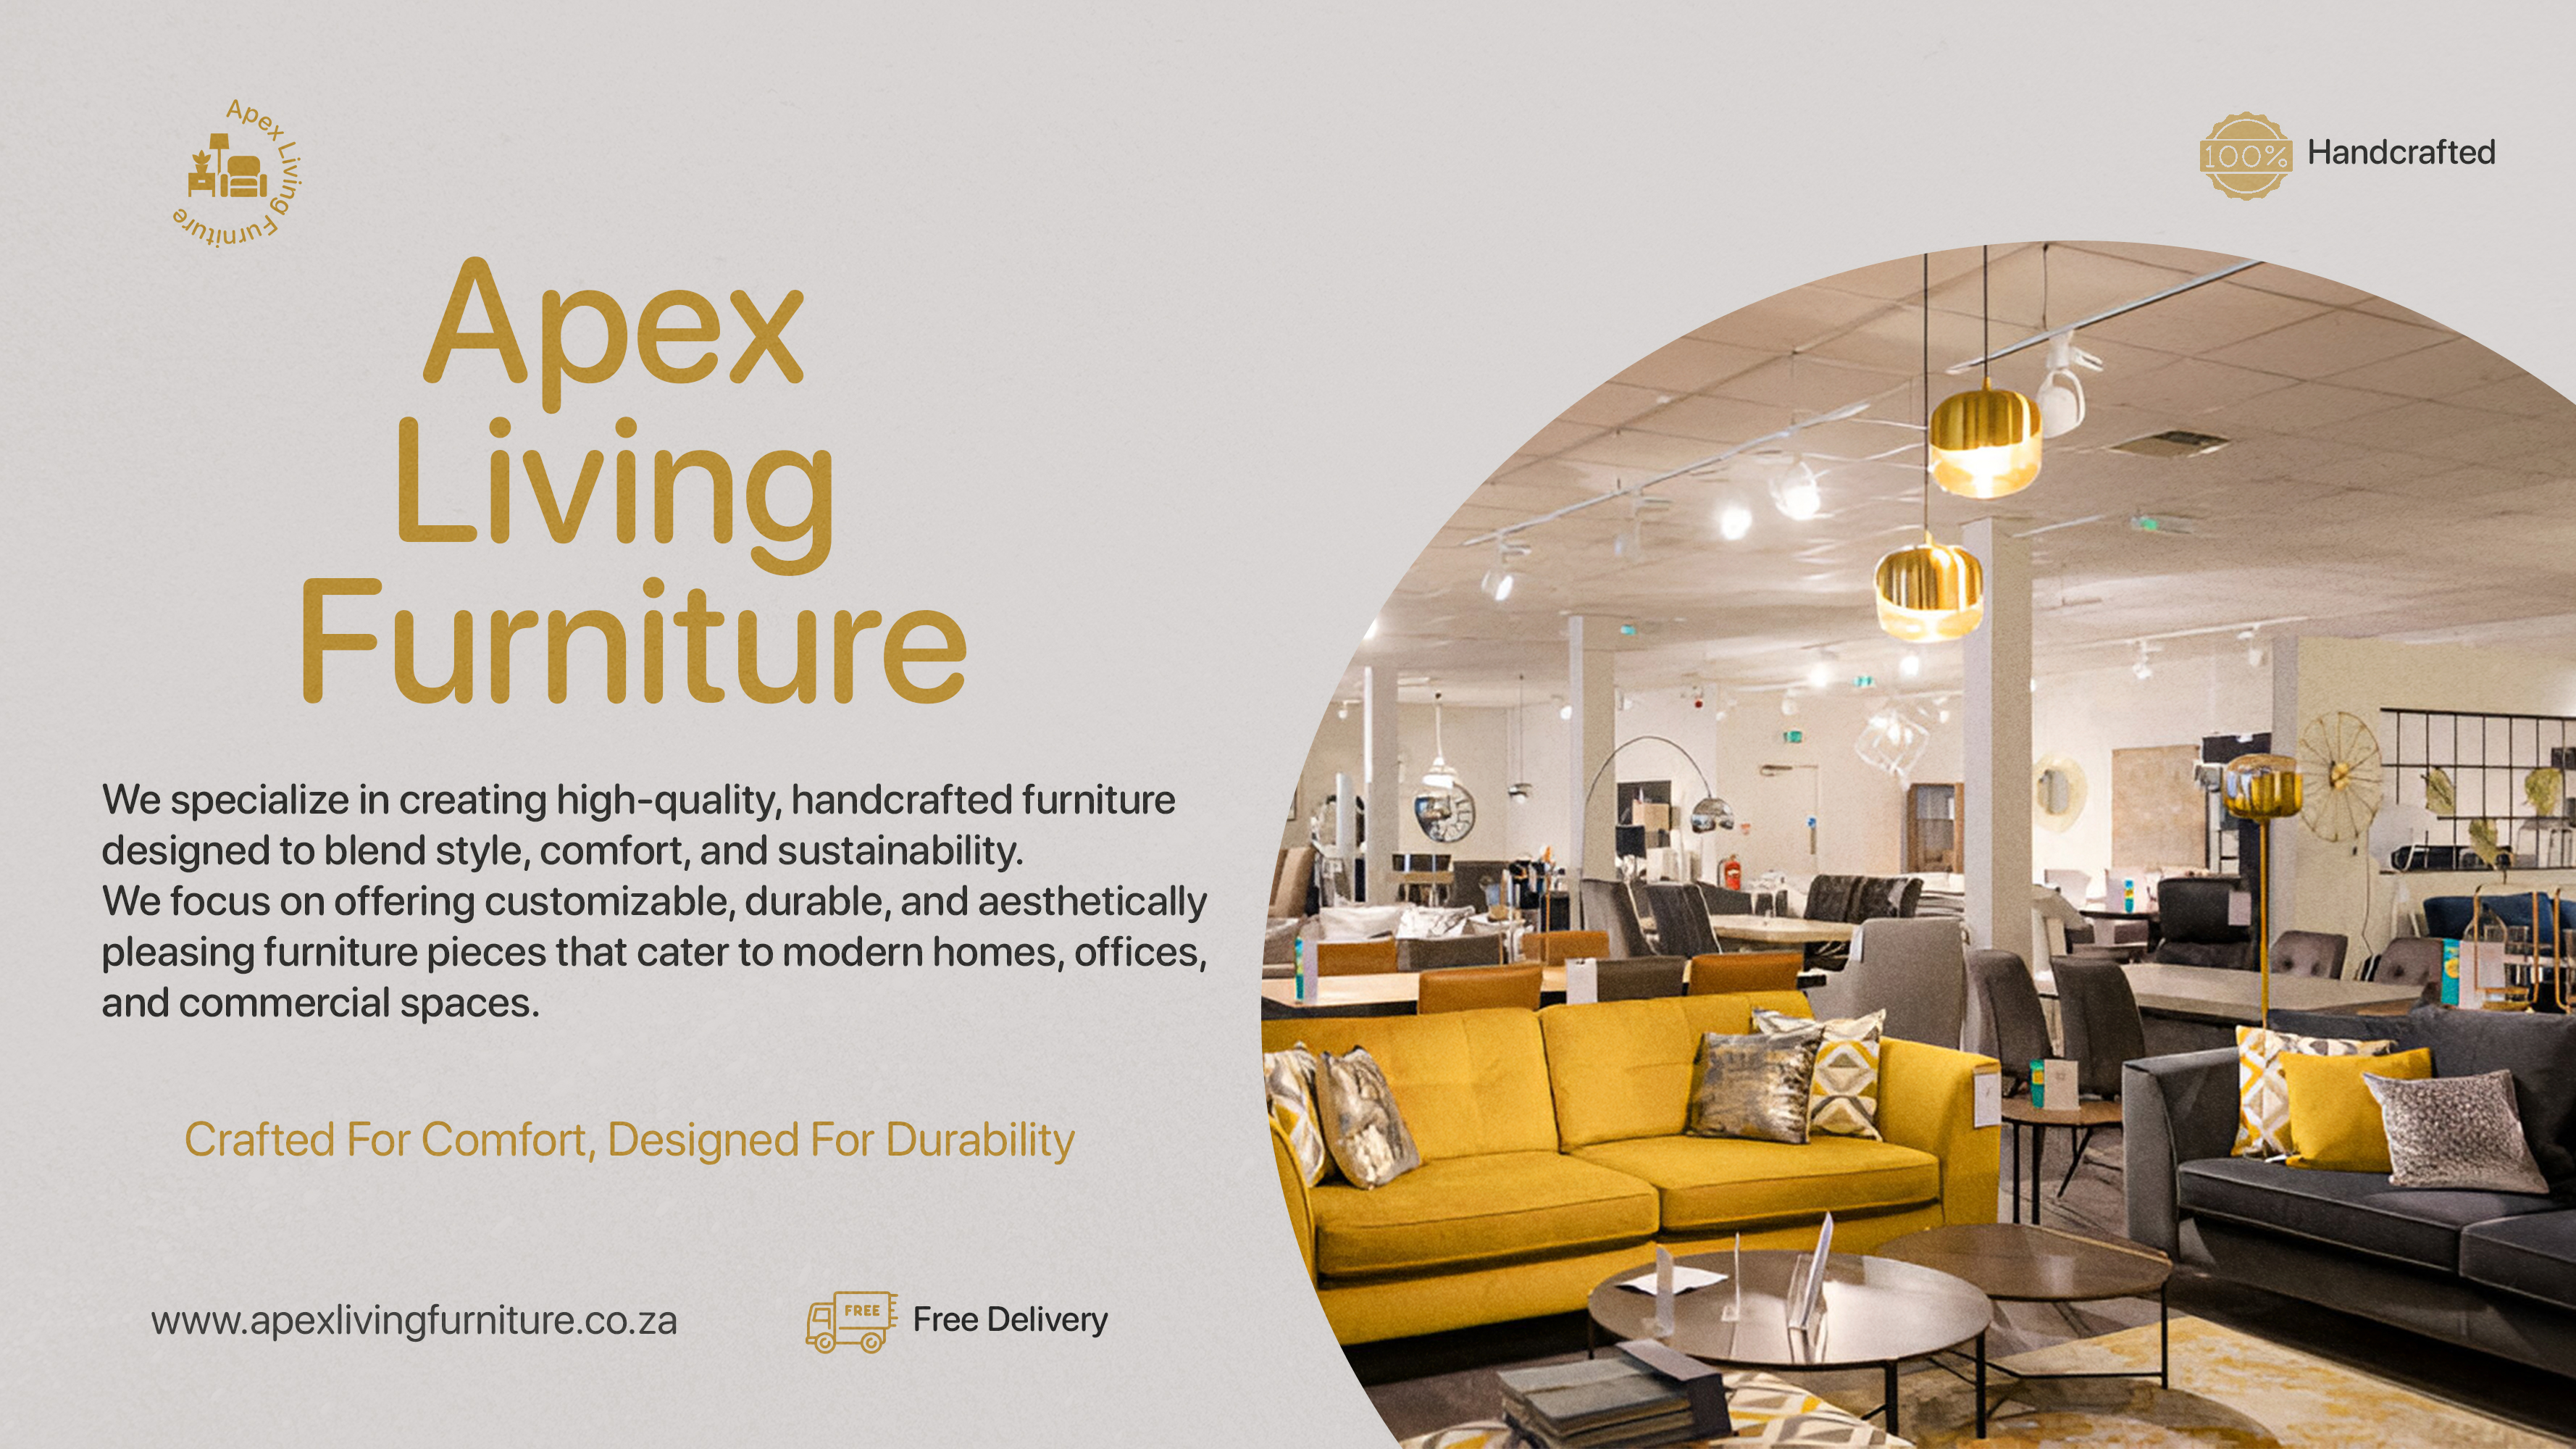 Apex Living Furniture
100%
Handcrafted
Apex
Living
Furniture
We specialize in creating high-quality, handcrafted furniture
designed to blend style, comfort, and sustainability.
We focus on offering customizable, durable, and aesthetically
pleasing furniture pieces that cater to modern homes, offices,
and commercial spaces.
Crafted For Comfort, Designed For Durability
www.apexlivingfurniture.co.za
FREE
Free Delivery